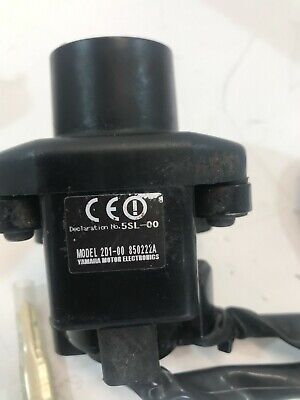 CE
Declaration No.5SL-00
MODEL 2D1-00 850222A
YAMAHA MOTOR ELECTRONICS